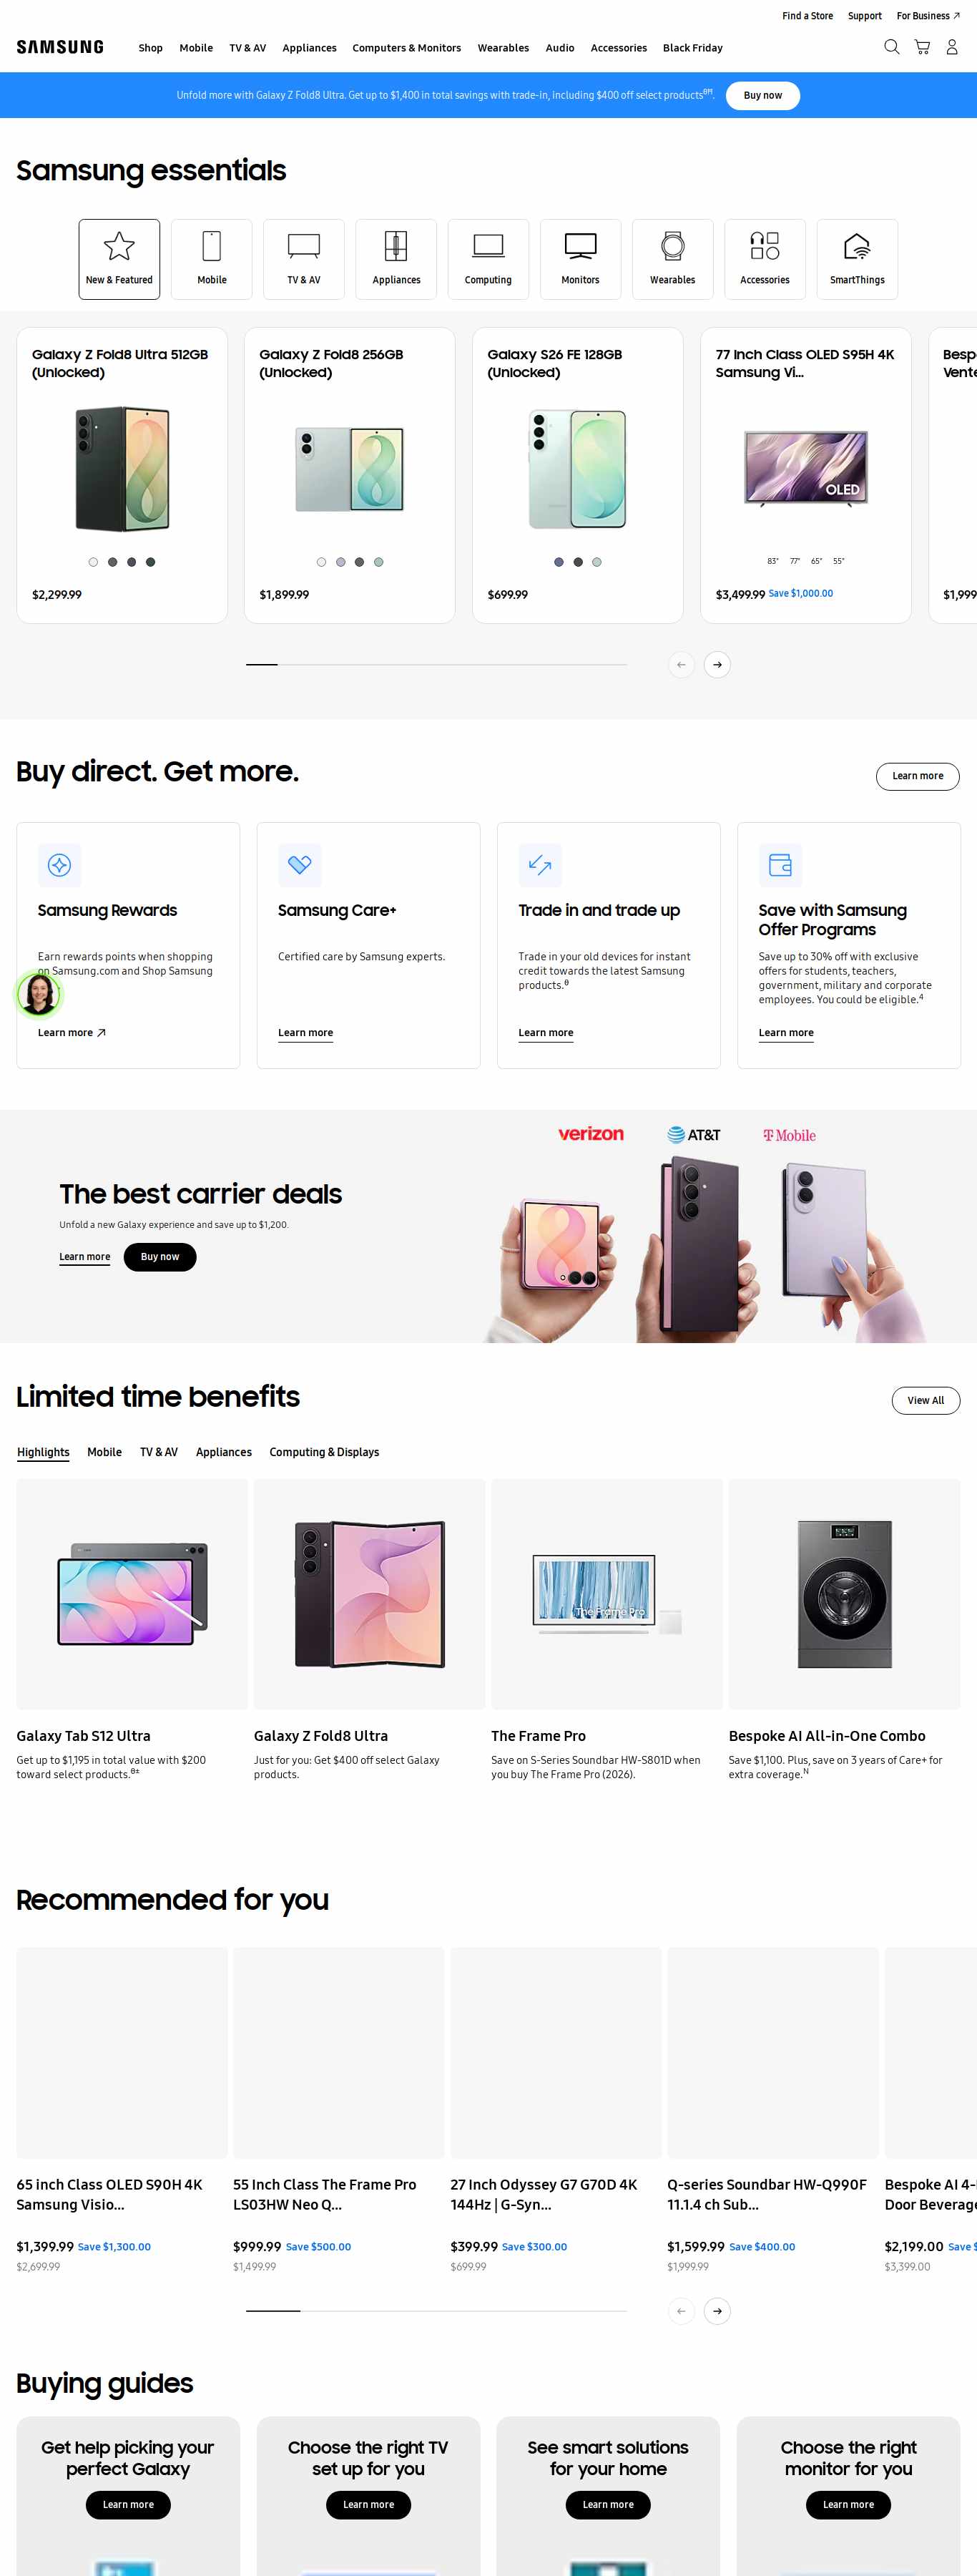 Find a Store Support For Business
SAMSUNG Shop Mobile TV & AV Appliances Computers & Monitors Wearables Audio Accessories Black Friday
Unfold more with Galaxy Z Fold8 Ultra. Get up to $1,400 in total savings with trade-in, including $400 off select products. Buy now
Samsung essentials
New & Featured Mobile TV & AV Appliances Computing Monitors Wearables Accessories SmartThings
Galaxy Z Fold8 Ultra 512GB
(Unlocked)
$2,299.99
Galaxy Z Fold8 256GB
(Unlocked)
$1,899.99
Galaxy S26 FE 128GB
(Unlocked)
$699.99
77 Inch Class OLED S95H 4K
Samsung Vi...
OLED
83" 77" 65" 55"
$3,499.99 Save $1,000.00
Besp
Vente
$1,999
Buy direct. Get more.
Learn more
Samsung Rewards
Earn rewards points when shopping
on Samsung.com and Shop Samsung
Learn more
Samsung Care+
Certified care by Samsung experts.
Learn more
Trade in and trade up
Trade in your old devices for instant
credit towards the latest Samsung
products.θ
Learn more
Save with Samsung
Offer Programs
Save up to 30% off with exclusive
offers for students, teachers,
government, military and corporate
employees. You could be eligible.4
Learn more
verizon AT&T T Mobile
The best carrier deals
Unfold a new Galaxy experience and save up to $1,200.
Learn more Buy now
Limited time benefits
View All
Highlights Mobile TV & AV Appliances Computing & Displays
The Frame Pro
Galaxy Tab S12 Ultra
Get up to $1,195 in total value with $200
toward select products.θ±
Galaxy Z Fold8 Ultra
Just for you: Get $400 off select Galaxy
products.
The Frame Pro
Save on S-Series Soundbar HW-S801D when
you buy The Frame Pro (2026).
Bespoke AI All-in-One Combo
Save $1,100. Plus, save on 3 years of Care+ for
extra coverage.N
Recommended for you
65 inch Class OLED S90H 4K
Samsung Visio...
$1,399.99 Save $1,300.00
$2,699.99
55 Inch Class The Frame Pro
LS03HW Neo Q...
$999.99 Save $500.00
$1,499.99
27 Inch Odyssey G7 G70D 4K
144Hz | G-Syn...
$399.99 Save $300.00
$699.99
Q-series Soundbar HW-Q990F
11.1.4 ch Sub...
$1,599.99 Save $400.00
$1,999.99
Bespoke AI 4-
Door Beverage
$2,199.00 Save $
$3,399.00
Buying guides
Get help picking your
perfect Galaxy
Learn more
Choose the right TV
set up for you
Learn more
See smart solutions
for your home
Learn more
Choose the right
monitor for you
Learn more